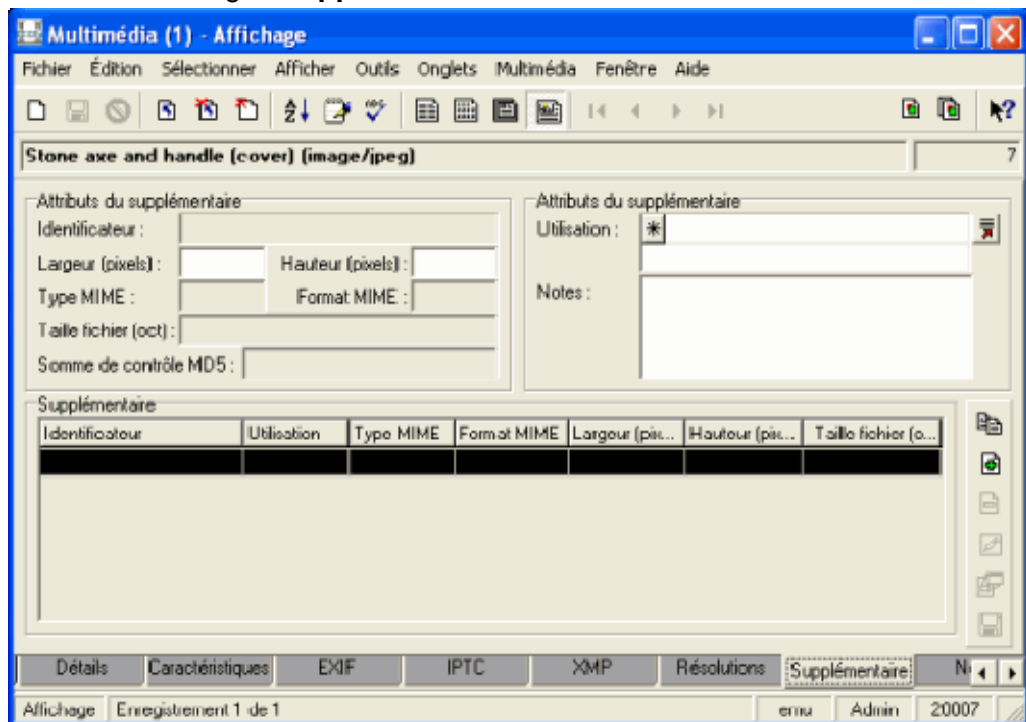 Multimédia (1) - Affichage
Fichier Édition Sélectionner Afficher Outils Onglets Multimédia Fenêtre Aide
Stone axe and handle (cover) (image/jpeg) 7
Attributs du supplémentaire
Identificateur :
Largeur (pixels) : Hauteur (pixels) :
Type MIME : Format MIME :
Taille fichier (oct) :
Somme de contrôle MD5 :
Attributs du supplémentaire
Utilisation :
Notes :
Supplémentaire
Identificateur Utilisation Type MIME Format MIME Largeur (pix... Hauteur (pix... Taille fichier (o...
Détails Caractéristiques EXIF IPTC XMP Résolutions Supplémentaire
Affichage Enregistrement 1 de 1 emu Admin 20007